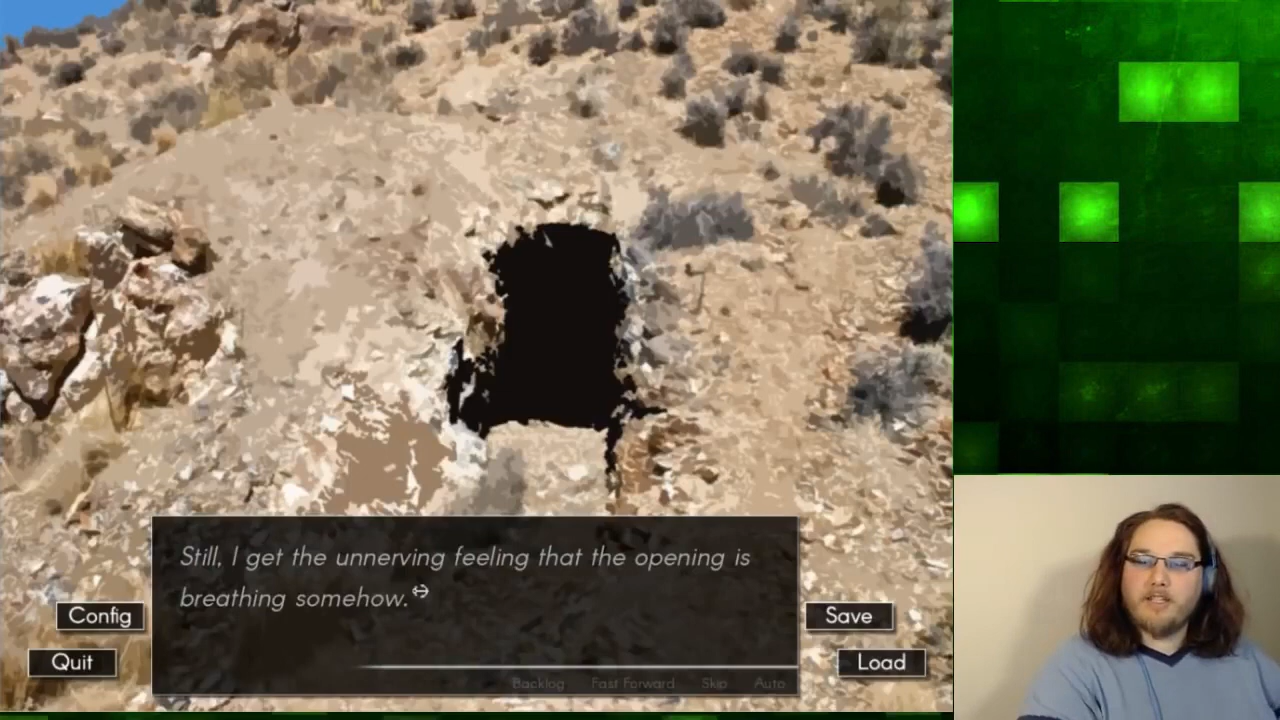 Still, I get the unnerving feeling that the opening is
breathing somehow.
Config
Save
Quit
Load
Backlog Fast Forward Skip Auto